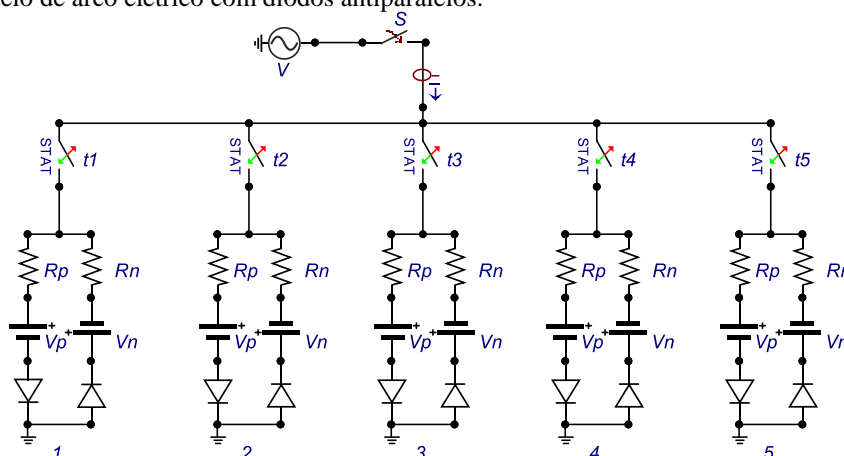 elo de arco elétrico com diodos antiparalelos.
S
V
I
STAT t1 STAT t2 STAT t3 STAT t4 STAT t5
Rp Rn Rp Rn Rp Rn Rp Rn Rp Rn
+ Vp + Vn + Vp + Vn + Vp + Vn + Vp + Vn + Vp + Vn
1 2 3 4 5